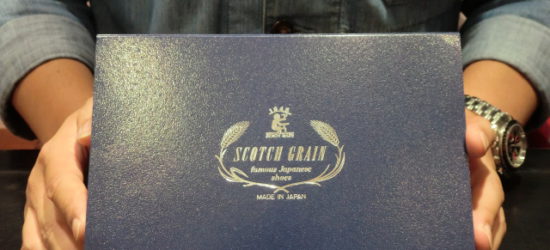 SCOTCH GRAIN
famous Japanese
shoes
MADE IN JAPAN